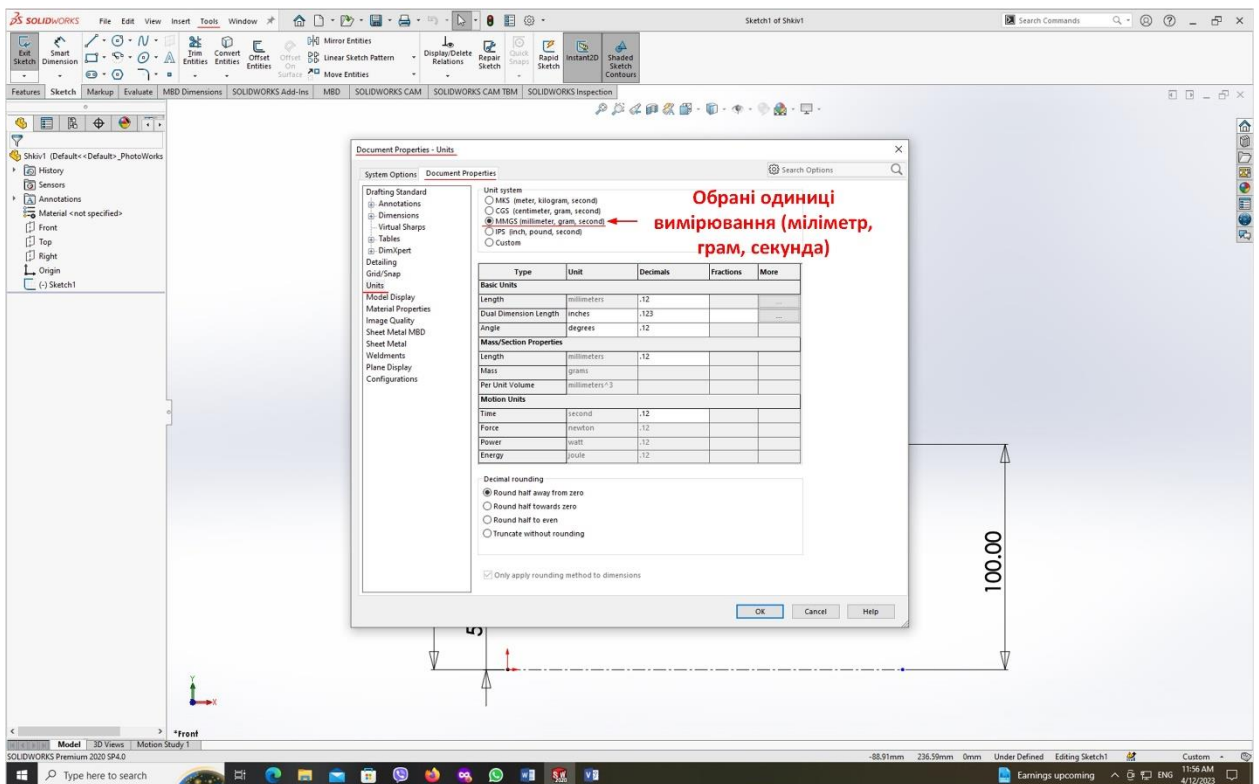 SOLIDWORKS File Edit View Insert Tools Window Sketch1 of Shkiv1 Search Commands
Exit Sketch Smart Dimension Trim Entities Convert Entities Offset Entities Offset On Surface Mirror Entities Linear Sketch Pattern Move Entities Display/Delete Relations Repair Sketch Quick Snaps Rapid Sketch Instant2D Shaded Sketch Contours
Features Sketch Markup Evaluate MBD Dimensions SOLIDWORKS Add-Ins MBD SOLIDWORKS CAM SOLIDWORKS CAM TBM SOLIDWORKS Inspection
Shkiv1 (Default<<Default>_PhotoWorks
History
Sensors
Annotations
Material <not specified>
Front
Top
Right
Origin
(-) Sketch1
Document Properties - Units
System Options Document Properties
Search Options
Drafting Standard
Annotations
Dimensions
Virtual Sharps
Tables
DimXpert
Detailing
Grid/Snap
Units
Model Display
Material Properties
Image Quality
Sheet Metal MBD
Sheet Metal
Weldments
Plane Display
Configurations
Unit system
MKS (meter, kilogram, second)
CGS (centimeter, gram, second)
MMGS (millimeter, gram, second)
IPS (inch, pound, second)
Custom
Обрані одиниці
вимірювання (міліметр,
грам, секунда)
Type Unit Decimals Fractions More
Basic Units
Length millimeters .12 ...
Dual Dimension Length inches .123 ...
Angle degrees .12
Mass/Section Properties
Length millimeters .12
Mass grams
Per Unit Volume millimeters^3
Motion Units
Time second .12
Force newton .12
Power watt .12
Energy joule .12
Decimal rounding
Round half away from zero
Round half towards zero
Round half to even
Truncate without rounding
Only apply rounding method to dimensions
OK Cancel Help
100.00
5
Y
X
*Front
Model 3D Views Motion Study 1
SOLIDWORKS Premium 2020 SP4.0 -88.91mm 236.59mm 0mm Under Defined Editing Sketch1 Custom
Type here to search Earnings upcoming ENG 11:56 AM
4/12/2023